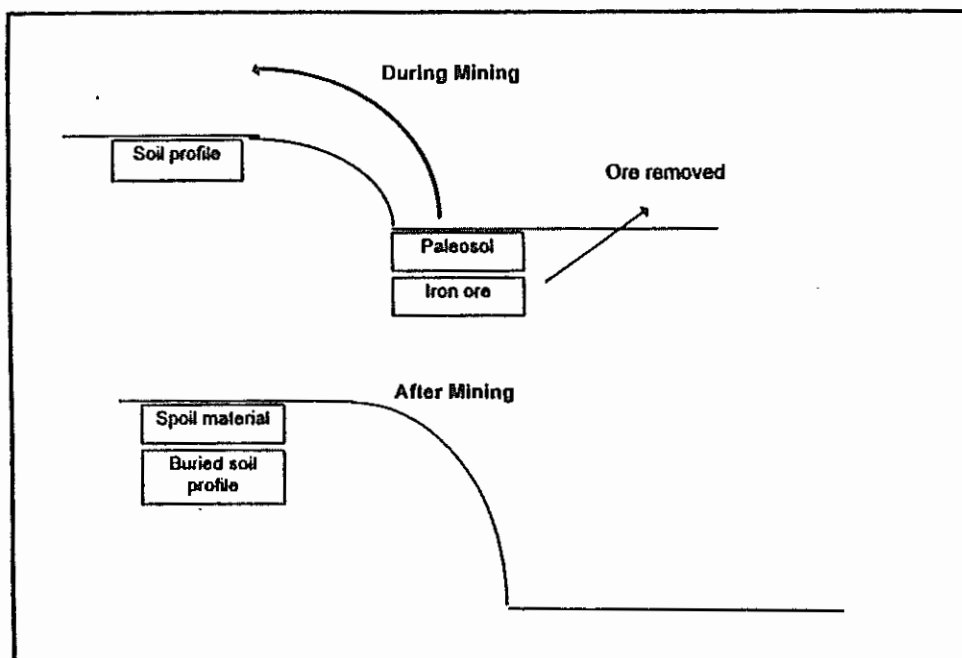 During Mining
Soil profile
Ore removed
Paleosol
Iron ore
After Mining
Spoil material
Buried soil
profile